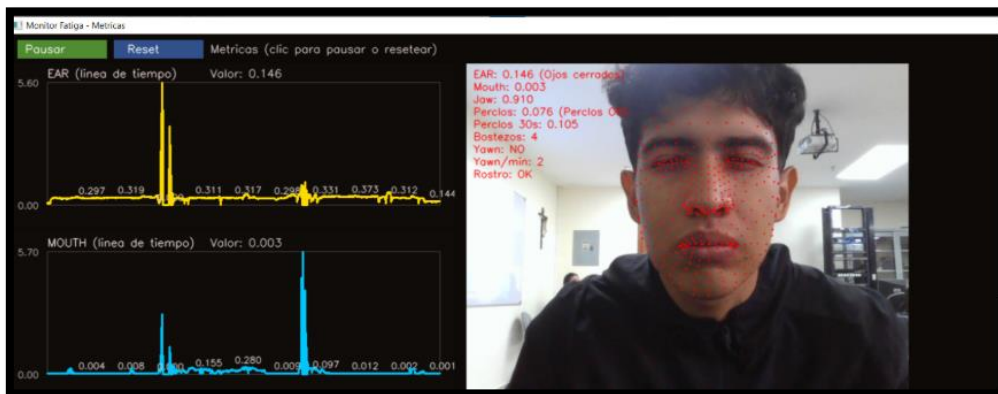 Monitor Fatiga - Metricas
Pausar
Reset
Metricas (clic para pausar o resetear)
EAR (linea de tiempo) Valor: 0.146
5.60
0.297 0.319 0.311 0.317 0.331 0.373 0.312 0.144
0.00
MOUTH (linea de tiempo) Valor: 0.003
5.70
0.004 0.008 0.155 0.280 0.097 0.012 0.002 0.001
0.00
EAR: 0.146 (Ojos cerrados)
Mouth: 0.003
Jaw: 0.910
Perclos: 0.076 (Perclos
Perclos 30s: 0.105
Bostezos: 4
Yawn: NO
Yawn/min: 2
Rostro: OK